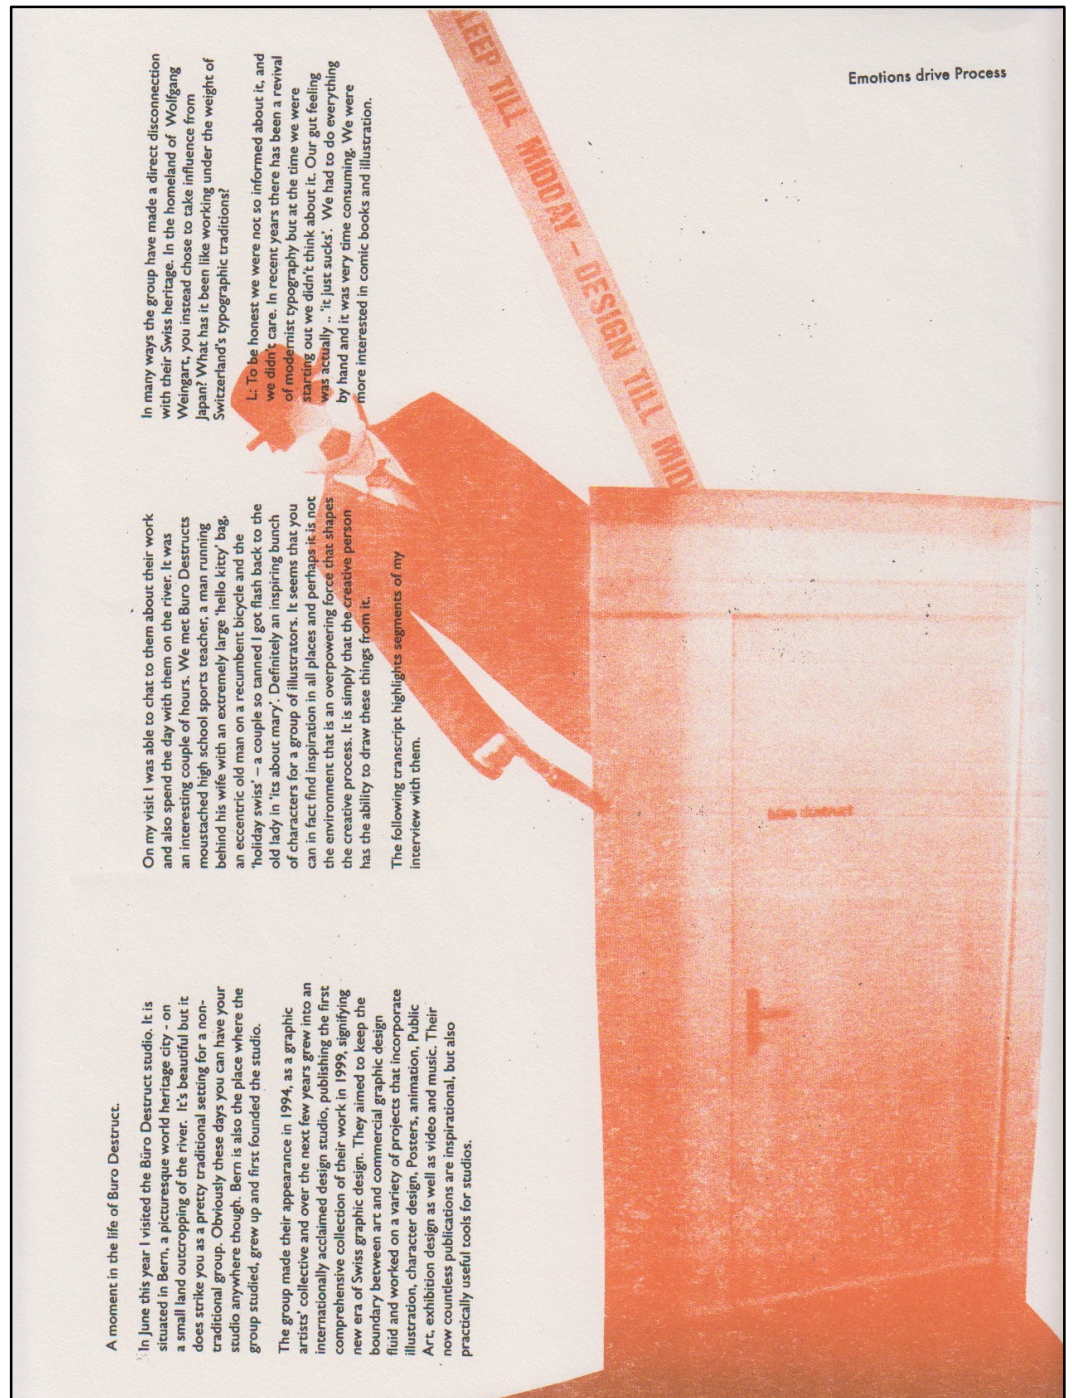 Emotions drive Process
A moment in the life of Buro Destruct.
In June this year I visited the Büro Destruct studio. It is
situated in Bern, a picturesque world heritage city - on
a small land outcropping of the river. It's beautiful but it
does strike you as a pretty traditional setting for a non-
traditional group. Obviously these days you can have your
studio anywhere though. Bern is also the place where the
group studied, grew up and first founded the studio.
The group made their appearance in 1994, as a graphic
artists' collective and over the next few years grew into an
internationally acclaimed design studio, publishing the first
comprehensive collection of their work in 1999, signifying
new era of Swiss graphic design. They aimed to keep the
boundary between art and commercial graphic design
fluid and worked on a variety of projects that incorporate
illustration, character design, Posters, animation, Public
Art, exhibition design as well as video and music. Their
now countless publications are inspirational, but also
practically useful tools for studios.
On my visit I was able to chat to them about their work
and also spend the day with them on the river. It was
an interesting couple of hours. We met Buro Destructs
moustached high school sports teacher, a man running
behind his wife with an extremely large 'hello kitty' bag,
an eccentric old man on a recumbent bicycle and the
'holiday swiss' – a couple so tanned I got flash back to the
old lady in 'its about mary'. Definitely an inspiring bunch
of characters for a group of illustrators. It seems that you
can in fact find inspiration in all places and perhaps it is not
the environment that is an overpowering force that shapes
the creative process. It is simply that the creative person
has the ability to draw these things from it.
The following transcript highlights segments of my
interview with them.
In many ways the group have made a direct disconnection
with their Swiss heritage. In the homeland of Wolfgang
Weingart, you instead chose to take influence from
Japan? What has it been like working under the weight of
Switzerland's typographic traditions?
L: To be honest we were not so informed about it, and
we didn't care. In recent years there has been a revival
of modernist typography but at the time we were
starting out we didn't think about it. Our gut feeling
was actually .. 'it just sucks'. We had to do everything
by hand and it was very time consuming. We were
more interested in comic books and illustration.
LEEP TILL MIDDAY - DESIGN TILL MID
büro destruct